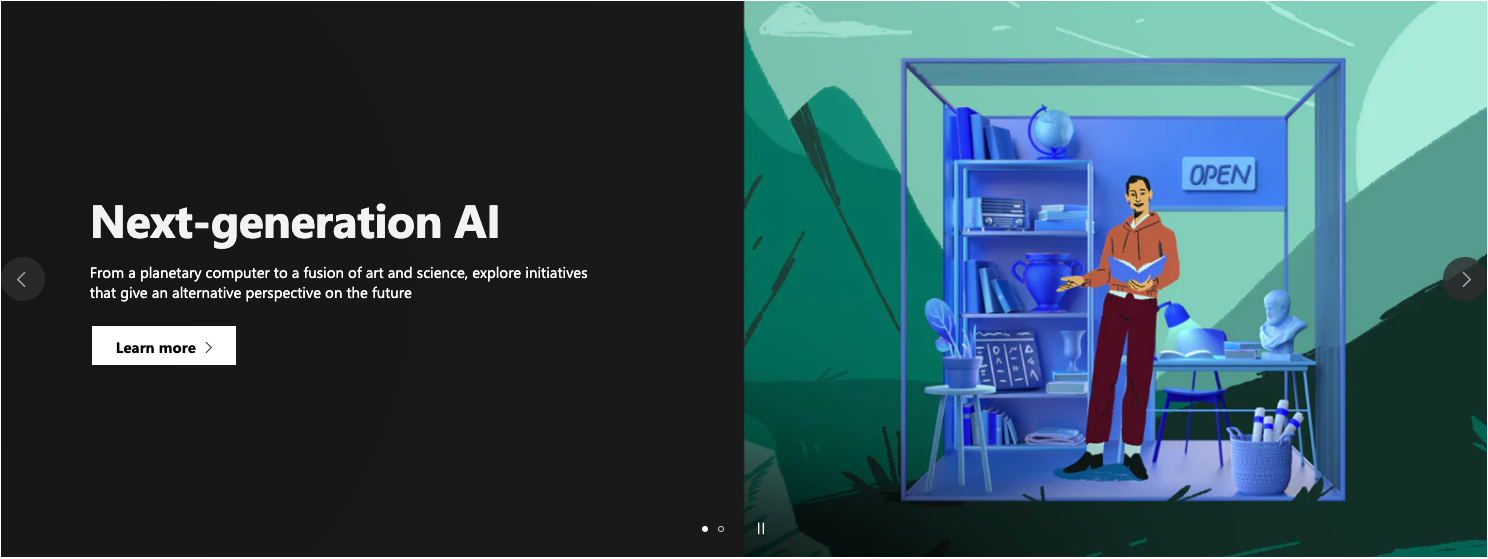 Next-generation AI
From a planetary computer to a fusion of art and science, explore initiatives
that give an alternative perspective on the future
Learn more
OPEN